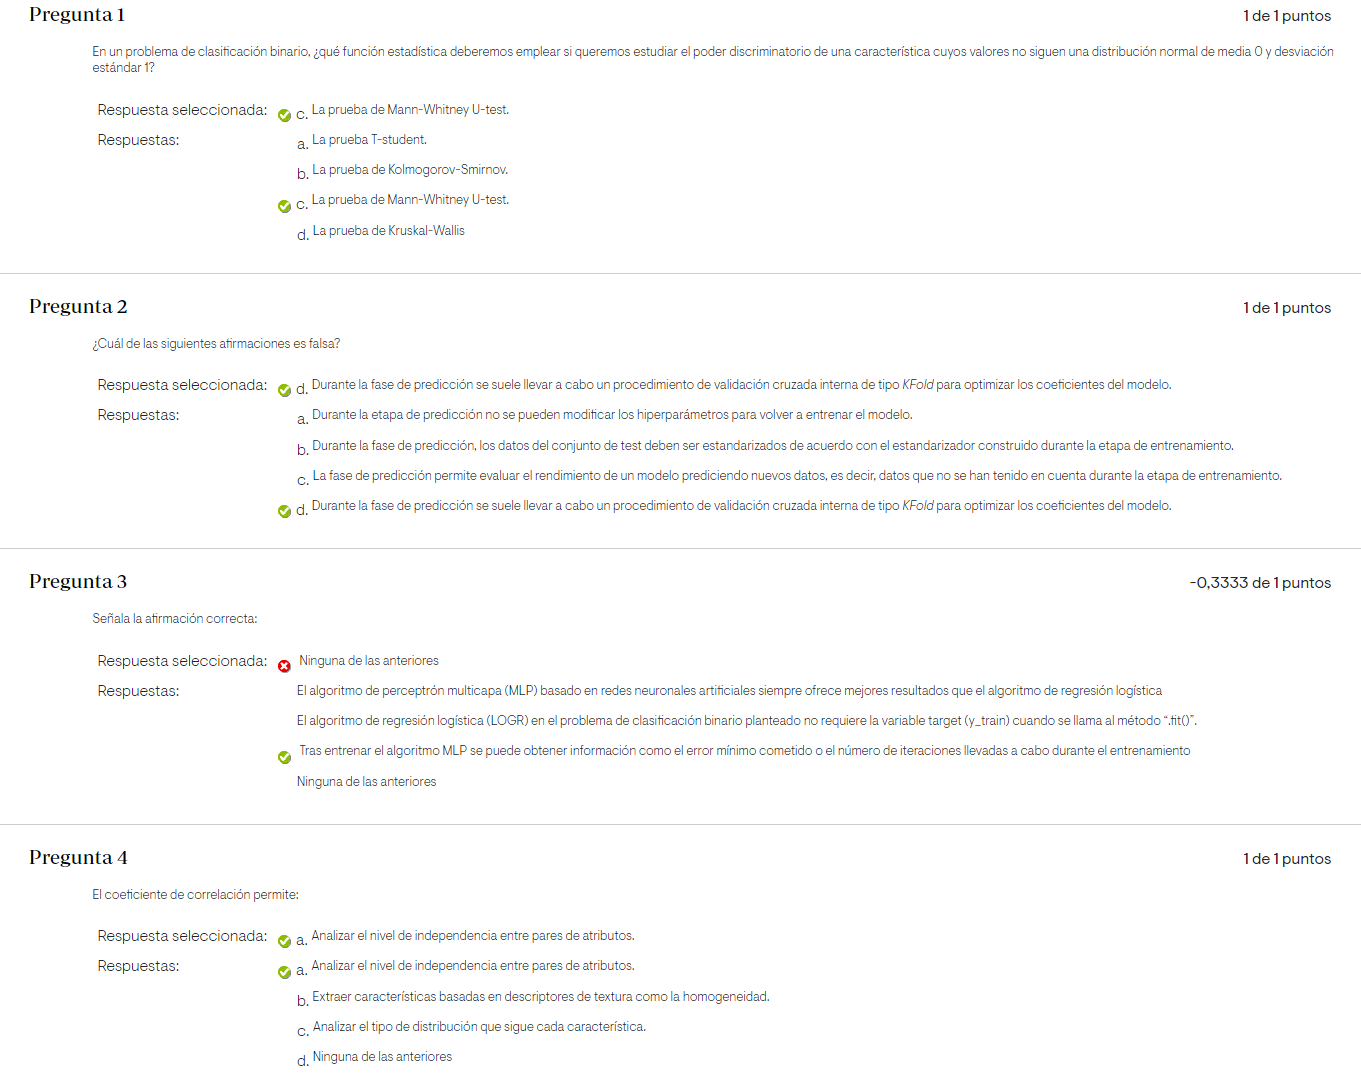 Pregunta 1
1 de 1 puntos
En un problema de clasificación binario, ¿qué función estadística deberemos emplear si queremos estudiar el poder discriminatorio de una característica cuyos valores no siguen una distribución normal de media 0 y desviación
estándar 1?
Respuesta seleccionada: c. La prueba de Mann-Whitney U-test.
Respuestas: a. La prueba T-student.
b. La prueba de Kolmogorov-Smirnov.
c. La prueba de Mann-Whitney U-test.
d. La prueba de Kruskal-Wallis
Pregunta 2
1 de 1 puntos
¿Cuál de las siguientes afirmaciones es falsa?
Respuesta seleccionada: d. Durante la fase de predicción se suele llevar a cabo un procedimiento de validación cruzada interna de tipo KFold para optimizar los coeficientes del modelo.
Respuestas: a. Durante la etapa de predicción no se pueden modificar los hiperparámetros para volver a entrenar el modelo.
b. Durante la fase de predicción, los datos del conjunto de test deben ser estandarizados de acuerdo con el estandarizador construido durante la etapa de entrenamiento.
c. La fase de predicción permite evaluar el rendimiento de un modelo prediciendo nuevos datos, es decir, datos que no se han tenido en cuenta durante la etapa de entrenamiento.
d. Durante la fase de predicción se suele llevar a cabo un procedimiento de validación cruzada interna de tipo KFold para optimizar los coeficientes del modelo.
Pregunta 3
-0,3333 de 1 puntos
Señala la afirmación correcta:
Respuesta seleccionada: Ninguna de las anteriores
Respuestas: El algoritmo de perceptrón multicapa (MLP) basado en redes neuronales artificiales siempre ofrece mejores resultados que el algoritmo de regresión logística
El algoritmo de regresión logística (LOGR) en el problema de clasificación binario planteado no requiere la variable target (y_train) cuando se llama al método “.fit()”.
Tras entrenar el algoritmo MLP se puede obtener información como el error mínimo cometido o el número de iteraciones llevadas a cabo durante el entrenamiento
Ninguna de las anteriores
Pregunta 4
1 de 1 puntos
El coeficiente de correlación permite:
Respuesta seleccionada: a. Analizar el nivel de independencia entre pares de atributos.
Respuestas: a. Analizar el nivel de independencia entre pares de atributos.
b. Extraer características basadas en descriptores de textura como la homogeneidad.
c. Analizar el tipo de distribución que sigue cada característica.
d. Ninguna de las anteriores